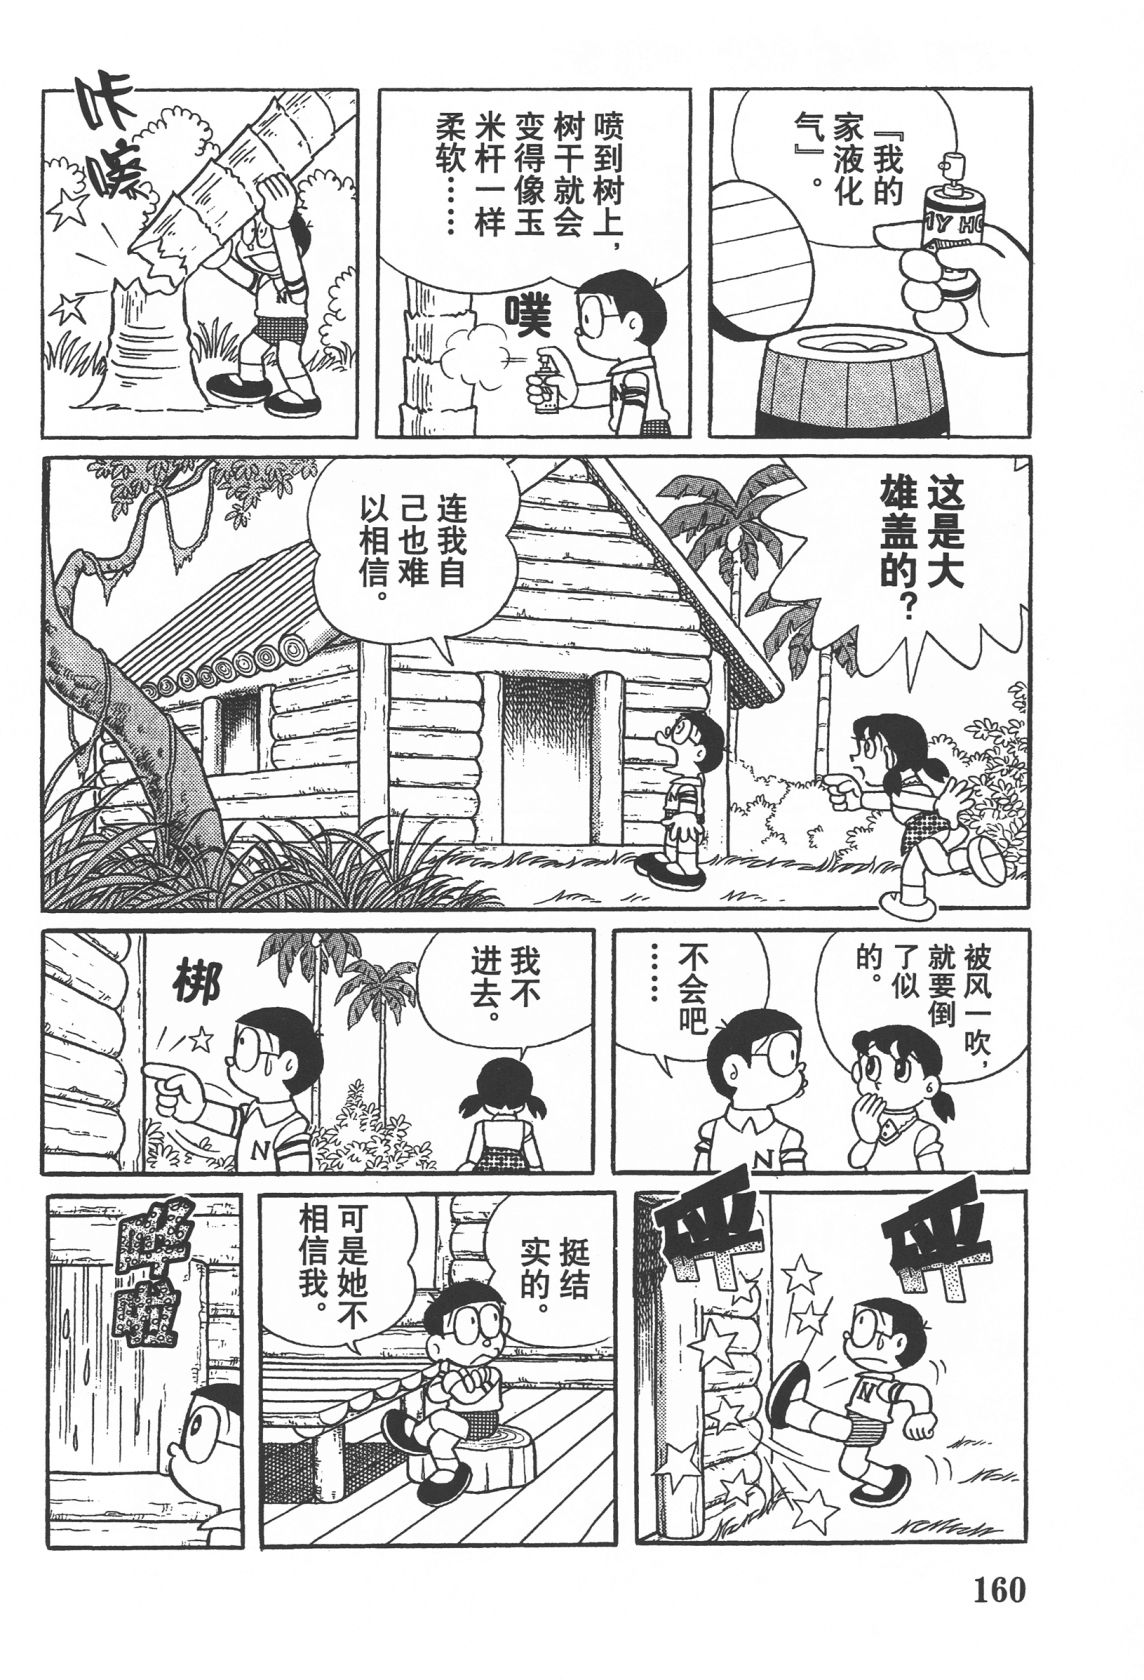 『我的
家液化
气』。
MY HO
喷到树上，
树干就会
变得像玉
米杆一样
柔软……
噗
N
咔
嚓
N
这是大
雄盖的？
连我自
己也难
以相信。
被风一吹，
就要倒
了似
的。
不会吧
……
N
我不
进去。
梆
N
N
挺结
实的。
可是她不
相信我。
160